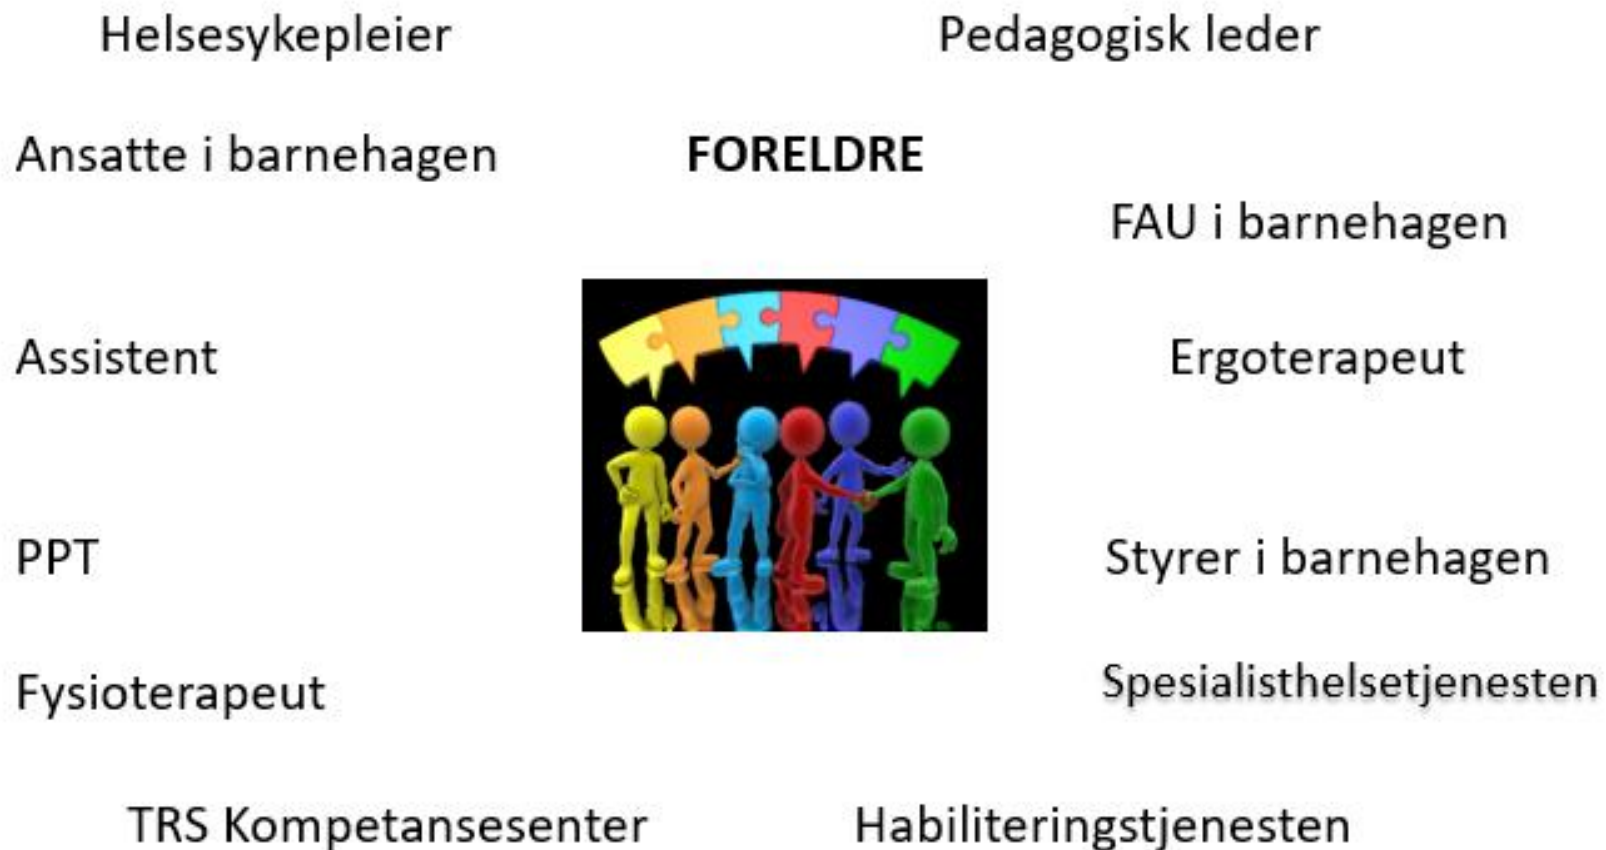 Helsesykepleier
Pedagogisk leder
Ansatte i barnehagen
FORELDRE
FAU i barnehagen
Assistent
Ergoterapeut
PPT
Styrer i barnehagen
Fysioterapeut
Spesialisthelsetjenesten
TRS Kompetansesenter
Habiliteringstjenesten